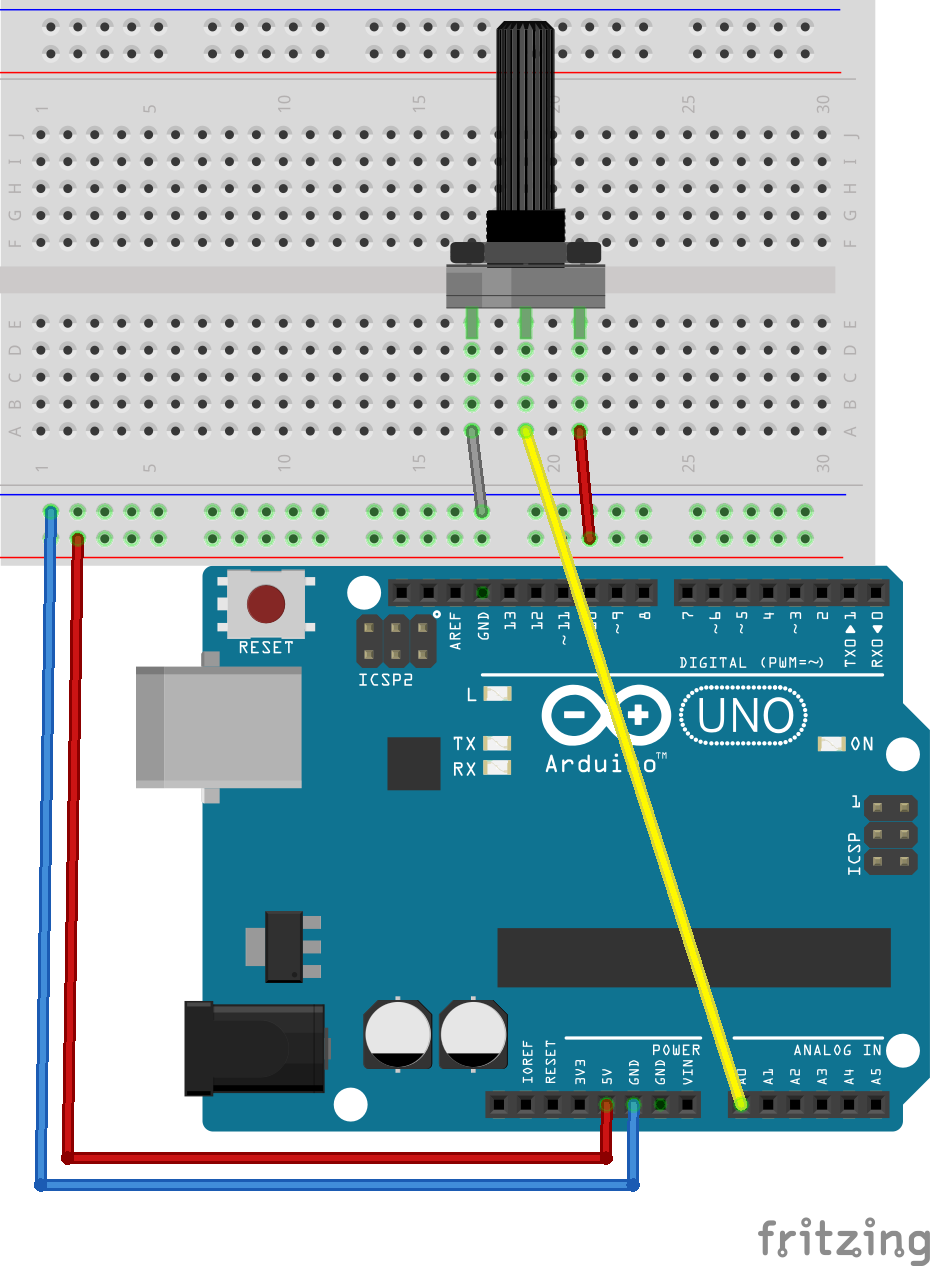 1 5 10 15 20 25 30
J J
I I
H H
G G
F F
E E
D D
C C
B B
A A
1 5 10 15 20 25 30
AREF GND 13 12 ~11 ~9 8 7 ~6 ~5 4 ~3 2 TX0▶1 RX0◀0
RESET
ICSP2
DIGITAL (PWM=~)
L
TX
RX
UNO
Arduino™
ON
1
ICSP
POWER
ANALOG IN
IOREF RESET 3V3 5V GND GND VIN A0 A1 A2 A3 A4 A5
fritzing